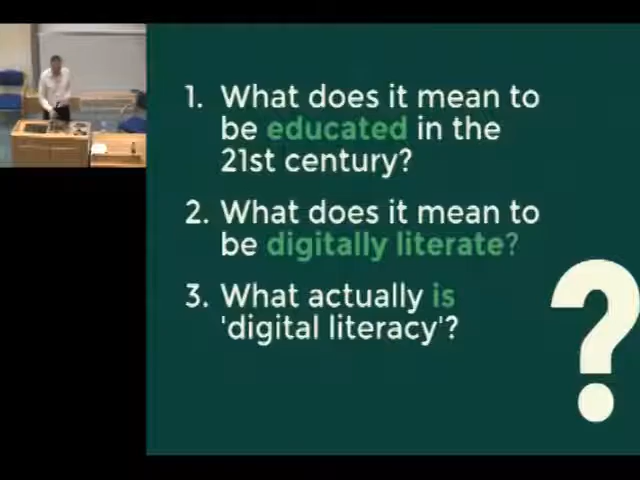 1. What does it mean to
be educated in the
21st century?
2. What does it mean to
be digitally literate?
3. What actually is
'digital literacy'?
?